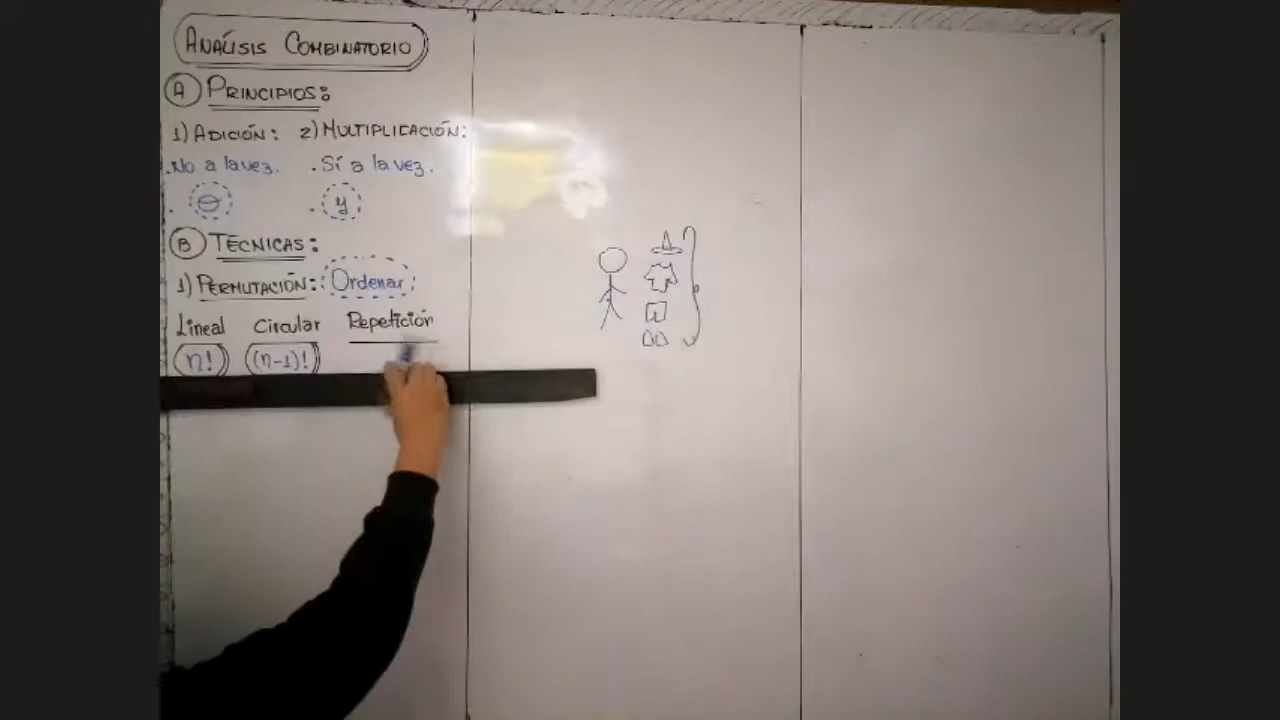 ANÁLISIS COMBINATORIO
A PRINCIPIOS:
1) ADICIÓN: 2) MULTIPLICACIÓN:
.No a la vez. .Sí a la vez.
. o . y
B TÉCNICAS:
1) PERMUTACIÓN: Ordenar
Lineal Circular Repetición
n! (n-1)!